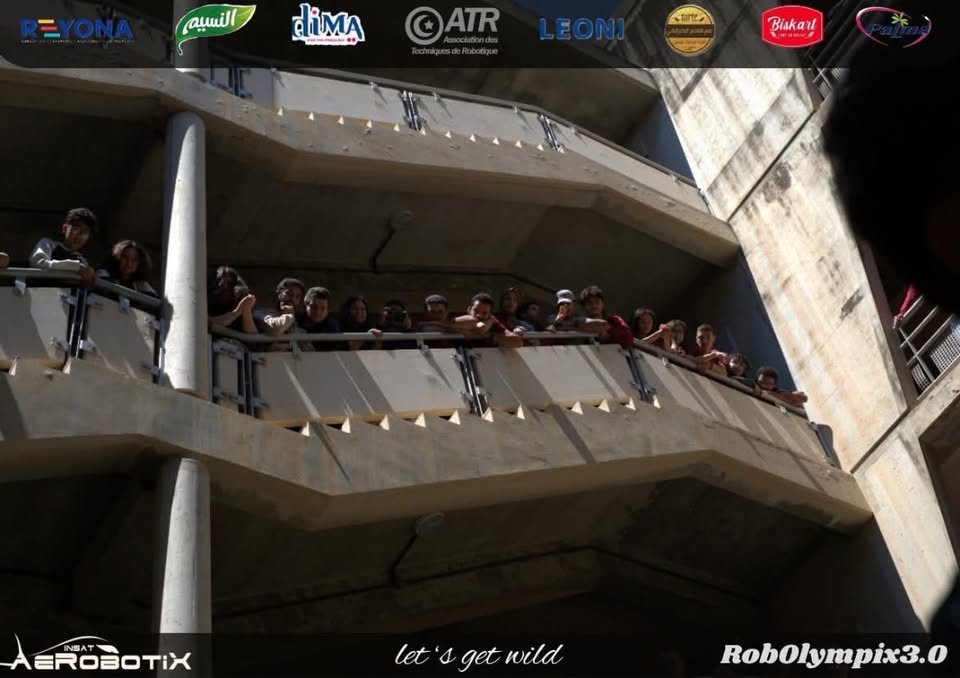 REYONA
النسيم
diMA
ATR
Association des
Techniques de Robotique
LEONI
Biskart
Palma
INSAT
AEROBOTIX
let's get wild
RobOlympix3.0